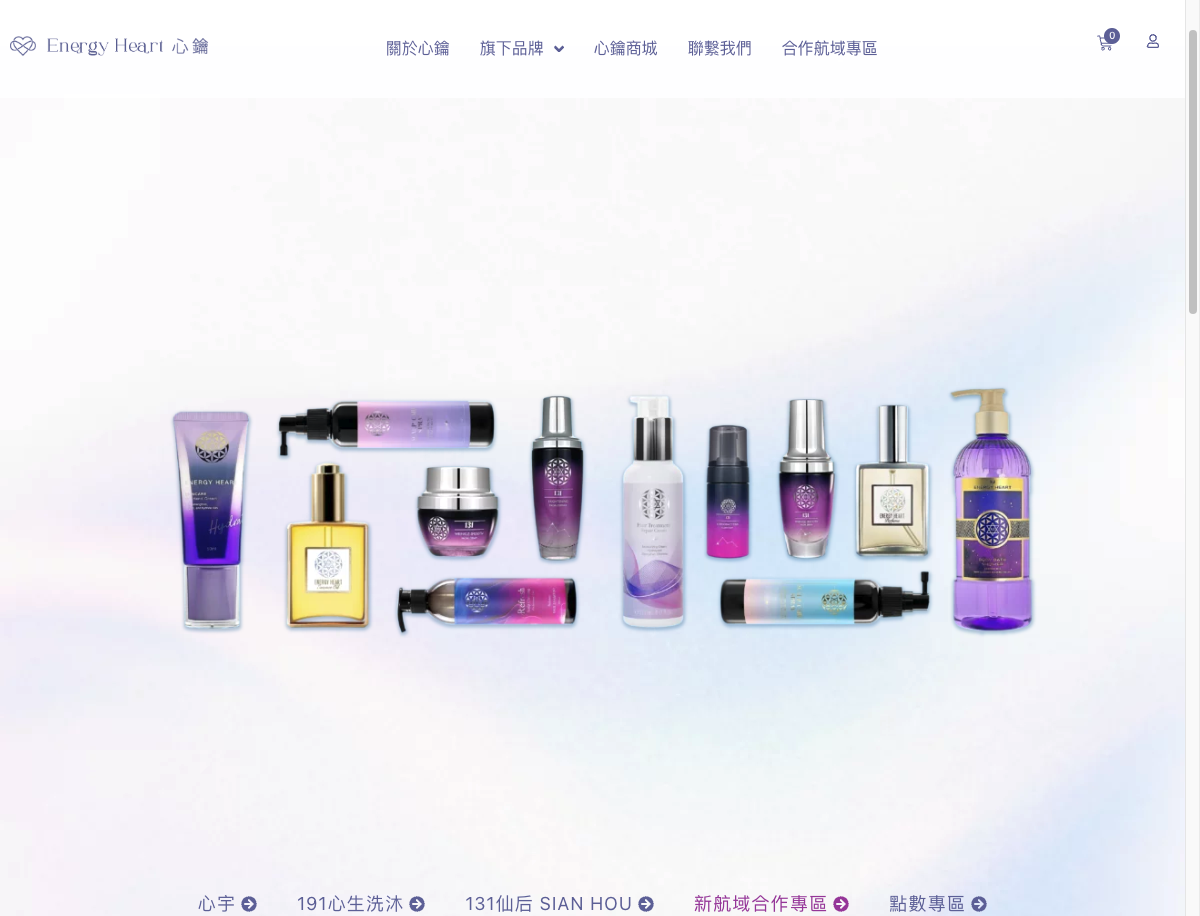 Energy Heart 心鑰
關於心鑰
旗下品牌
心鑰商城
聯繫我們
合作航域專區
0
ENERGY HEART
131
131
ENERGY HEART
ENERGY HEART
心宇
191心生洗沐
131仙后 SIAN HOU
新航域合作專區
點數專區